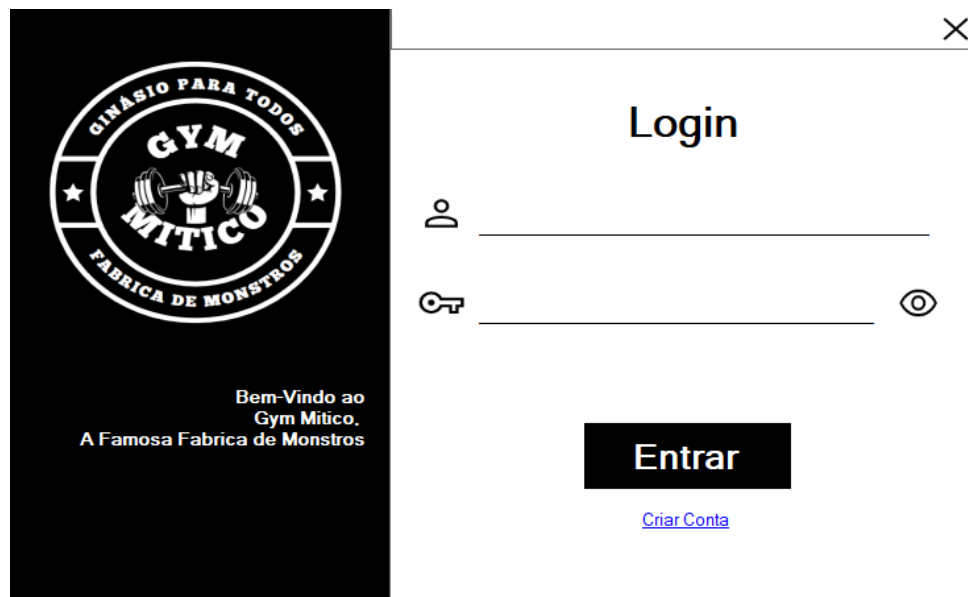 GINÁSIO PARA TODOS
GYM
MITICO
FABRICA DE MONSTROS
Bem-Vindo ao
Gym Mitico,
A Famosa Fabrica de Monstros
Login
Entrar
Criar Conta